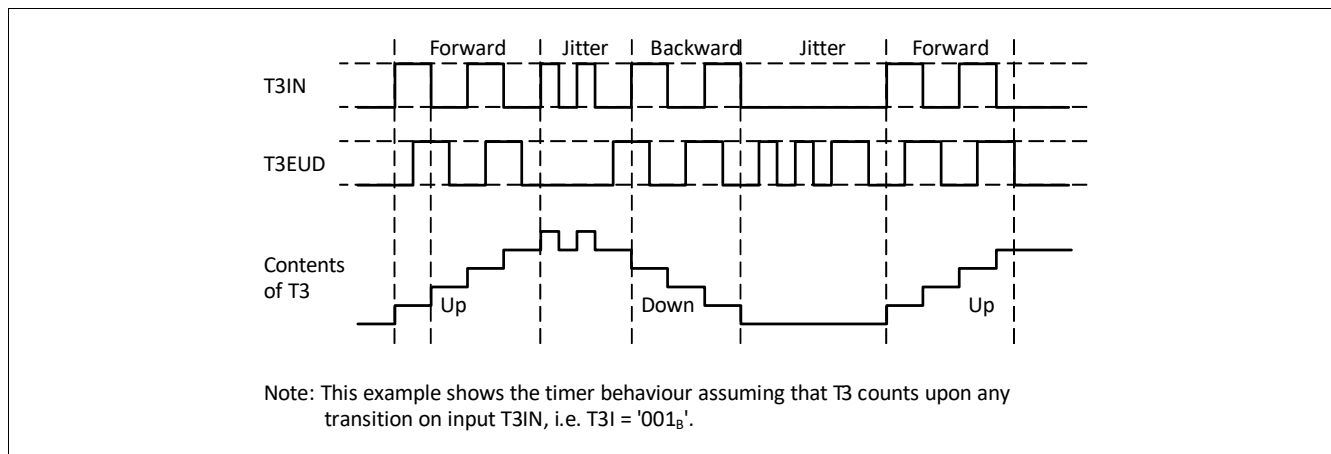 Forward Jitter Backward Jitter Forward
T3IN
T3EUD
Contents
of T3
Up Down Up
Note: This example shows the timer behaviour assuming that T3 counts upon any
transition on input T3IN, i.e. T3I = '001B'.